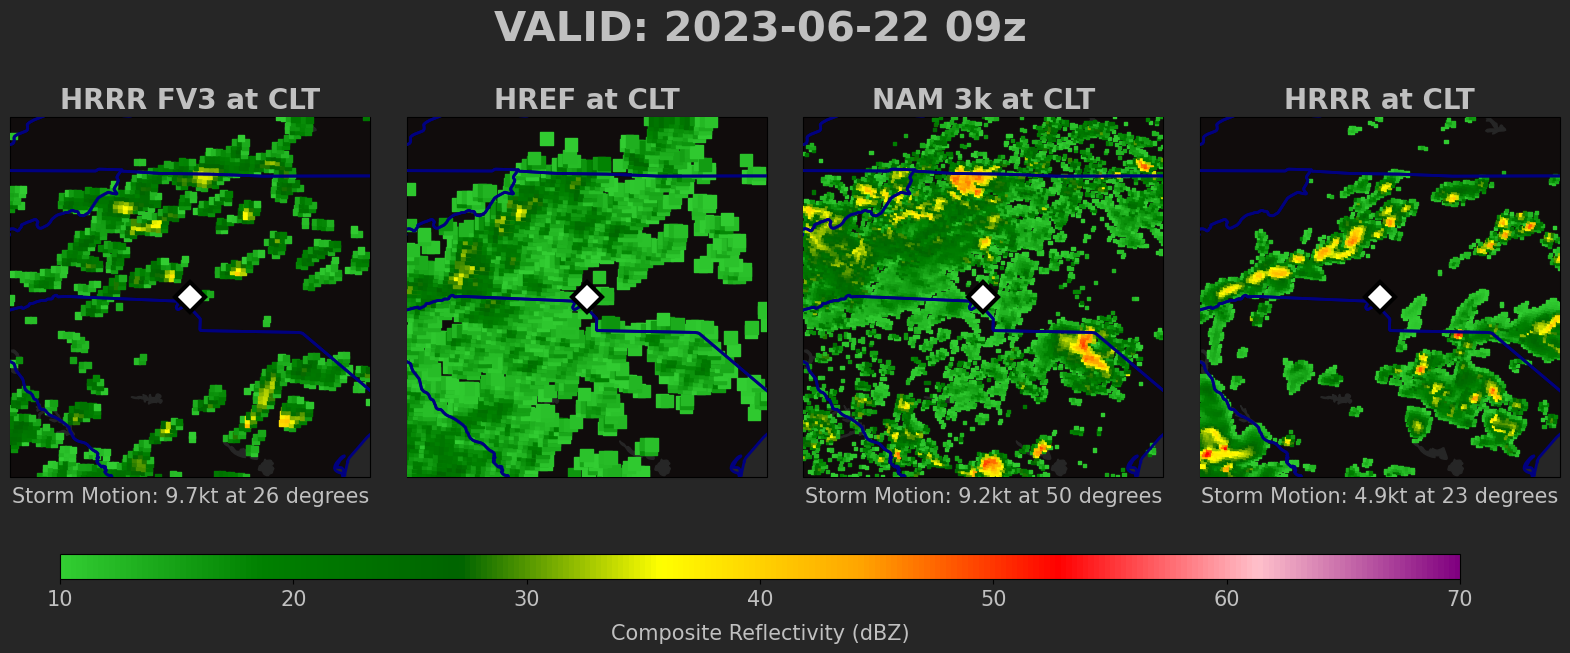 VALID: 2023-06-22 09z
HRRR FV3 at CLT
HREF at CLT
NAM 3k at CLT
HRRR at CLT
Storm Motion: 9.7kt at 26 degrees
Storm Motion: 9.2kt at 50 degrees
Storm Motion: 4.9kt at 23 degrees
10 20 30 40 50 60 70
Composite Reflectivity (dBZ)